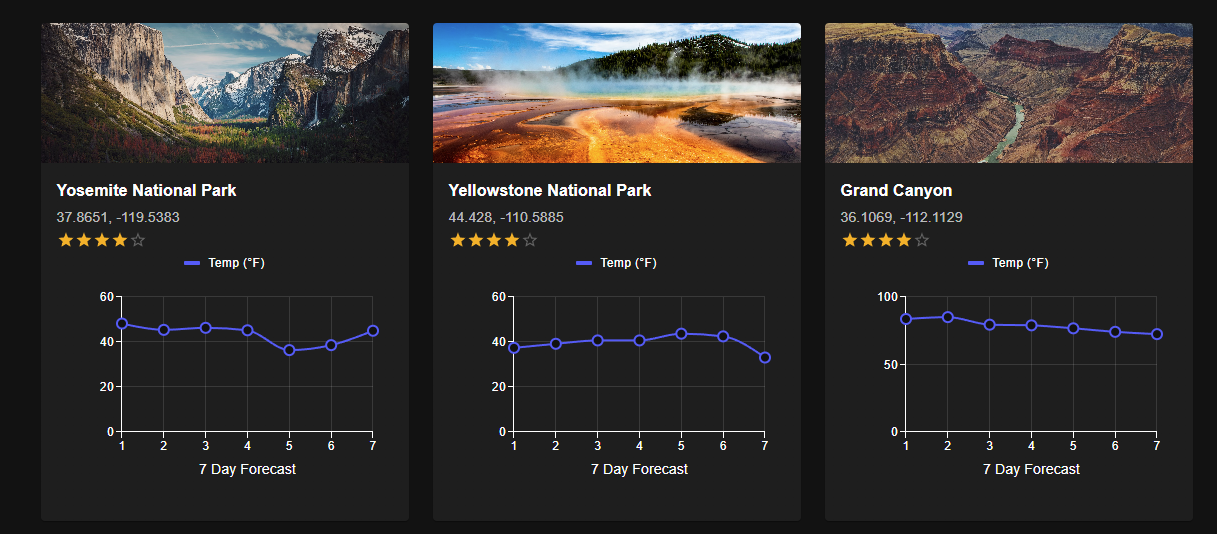 Yosemite National Park
37.8651, -119.5383
Temp (°F)
60
40
20
0
1 2 3 4 5 6 7
7 Day Forecast
Yellowstone National Park
44.428, -110.5885
Temp (°F)
60
40
20
0
1 2 3 4 5 6 7
7 Day Forecast
Grand Canyon
36.1069, -112.1129
Temp (°F)
100
50
0
1 2 3 4 5 6 7
7 Day Forecast